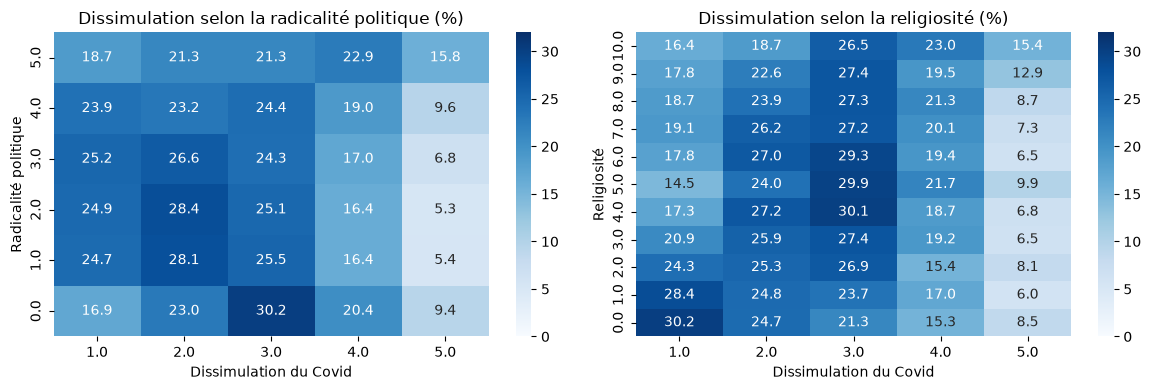 Dissimulation selon la radicalité politique (%)
Radicalité politique
5.0 18.7 21.3 21.3 22.9 15.8
4.0 23.9 23.2 24.4 19.0 9.6
3.0 25.2 26.6 24.3 17.0 6.8
2.0 24.9 28.4 25.1 16.4 5.3
1.0 24.7 28.1 25.5 16.4 5.4
0.0 16.9 23.0 30.2 20.4 9.4
1.0 2.0 3.0 4.0 5.0
Dissimulation du Covid
30
25
20
15
10
5
0
Dissimulation selon la religiosité (%)
Religiosité
10.0 16.4 18.7 26.5 23.0 15.4
9.0 17.8 22.6 27.4 19.5 12.9
8.0 18.7 23.9 27.3 21.3 8.7
7.0 19.1 26.2 27.2 20.1 7.3
6.0 17.8 27.0 29.3 19.4 6.5
5.0 14.5 24.0 29.9 21.7 9.9
4.0 17.3 27.2 30.1 18.7 6.8
3.0 20.9 25.9 27.4 19.2 6.5
2.0 24.3 25.3 26.9 15.4 8.1
1.0 28.4 24.8 23.7 17.0 6.0
0.0 30.2 24.7 21.3 15.3 8.5
1.0 2.0 3.0 4.0 5.0
Dissimulation du Covid
30
25
20
15
10
5
0